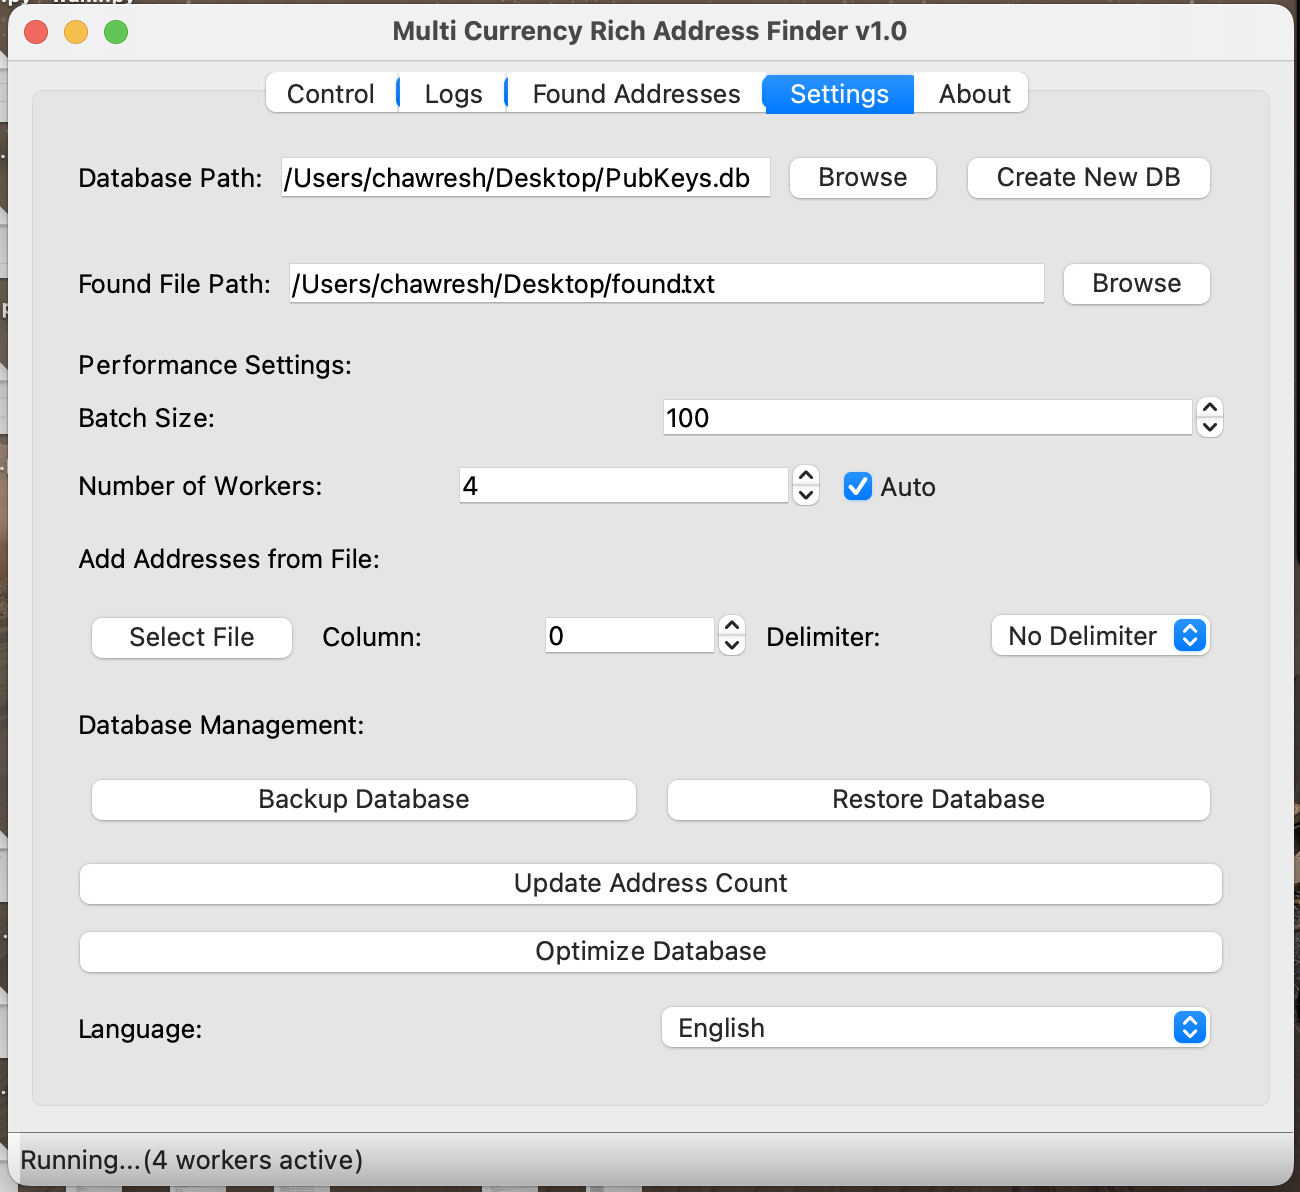 Multi Currency Rich Address Finder v1.0
Control Logs Found Addresses Settings About
Database Path: /Users/chawresh/Desktop/PubKeys.db Browse Create New DB
Found File Path: /Users/chawresh/Desktop/found.txt Browse
Performance Settings:
Batch Size: 100
Number of Workers: 4 Auto
Add Addresses from File:
Select File Column: 0 Delimiter: No Delimiter
Database Management:
Backup Database Restore Database
Update Address Count
Optimize Database
Language: English
Running...(4 workers active)